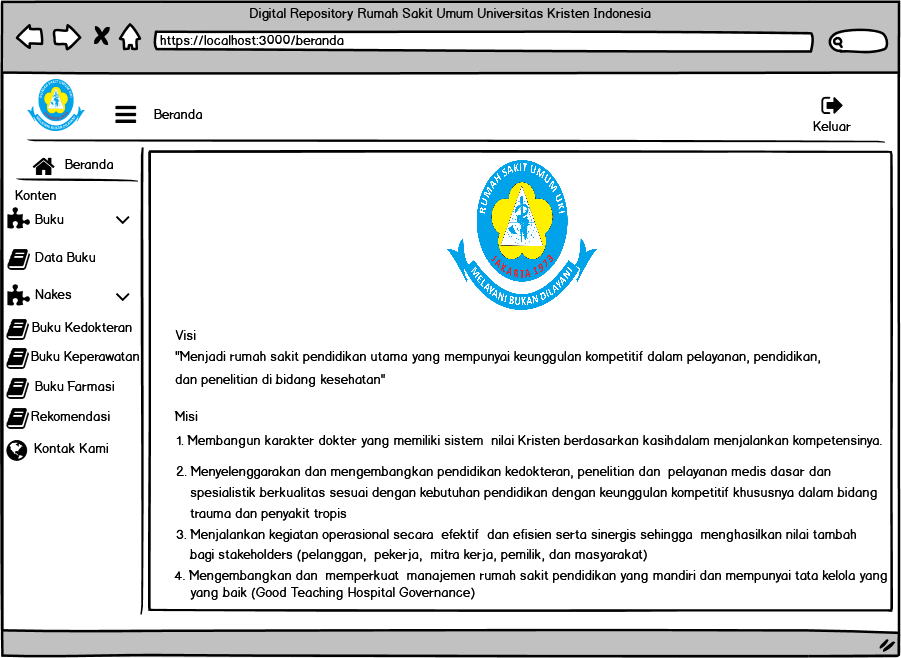 Digital Repository Rumah Sakit Umum Universitas Kristen Indonesia
https://localhost:3000/beranda
Beranda
Keluar
Beranda
Konten
Buku
Data Buku
Nakes
Buku Kedokteran
Buku Keperawatan
Buku Farmasi
Rekomendasi
Kontak Kami
RUMAH SAKIT UMUM UKI
JAKARTA 1973
MELAYANI BUKAN DILAYANI
Visi
"Menjadi rumah sakit pendidikan utama yang mempunyai keunggulan kompetitif dalam pelayanan, pendidikan,
dan penelitian di bidang kesehatan"
Misi
1. Membangun karakter dokter yang memiliki sistem nilai Kristen berdasarkan kasihdalam menjalankan kompetensinya.
2. Menyelenggarakan dan mengembangkan pendidikan kedokteran, penelitian dan pelayanan medis dasar dan
spesialistik berkualitas sesuai dengan kebutuhan pendidikan dengan keunggulan kompetitif khususnya dalam bidang
trauma dan penyakit tropis
3. Menjalankan kegiatan operasional secara efektif dan efisien serta sinergis sehingga menghasilkan nilai tambah
bagi stakeholders (pelanggan, pekerja, mitra kerja, pemilik, dan masyarakat)
4. Mengembangkan dan memperkuat manajemen rumah sakit pendidikan yang mandiri dan mempunyai tata kelola yang
yang baik (Good Teaching Hospital Governance)